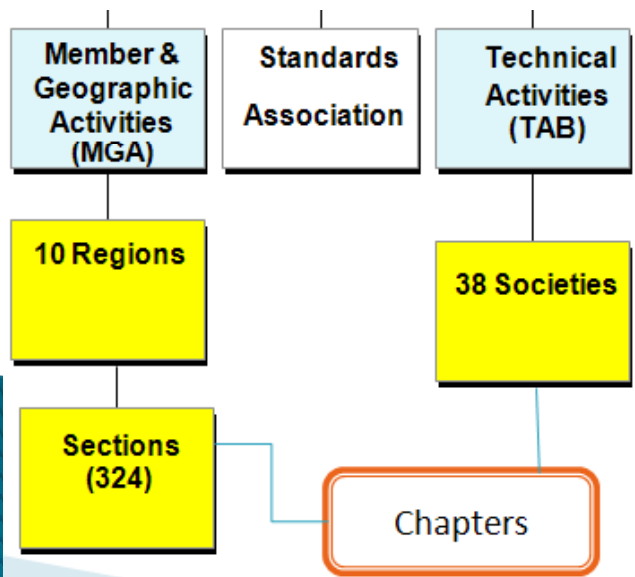 Member &
Geographic
Activities
(MGA)
Standards
Association
Technical
Activities
(TAB)
10 Regions
38 Societies
Sections
(324)
Chapters